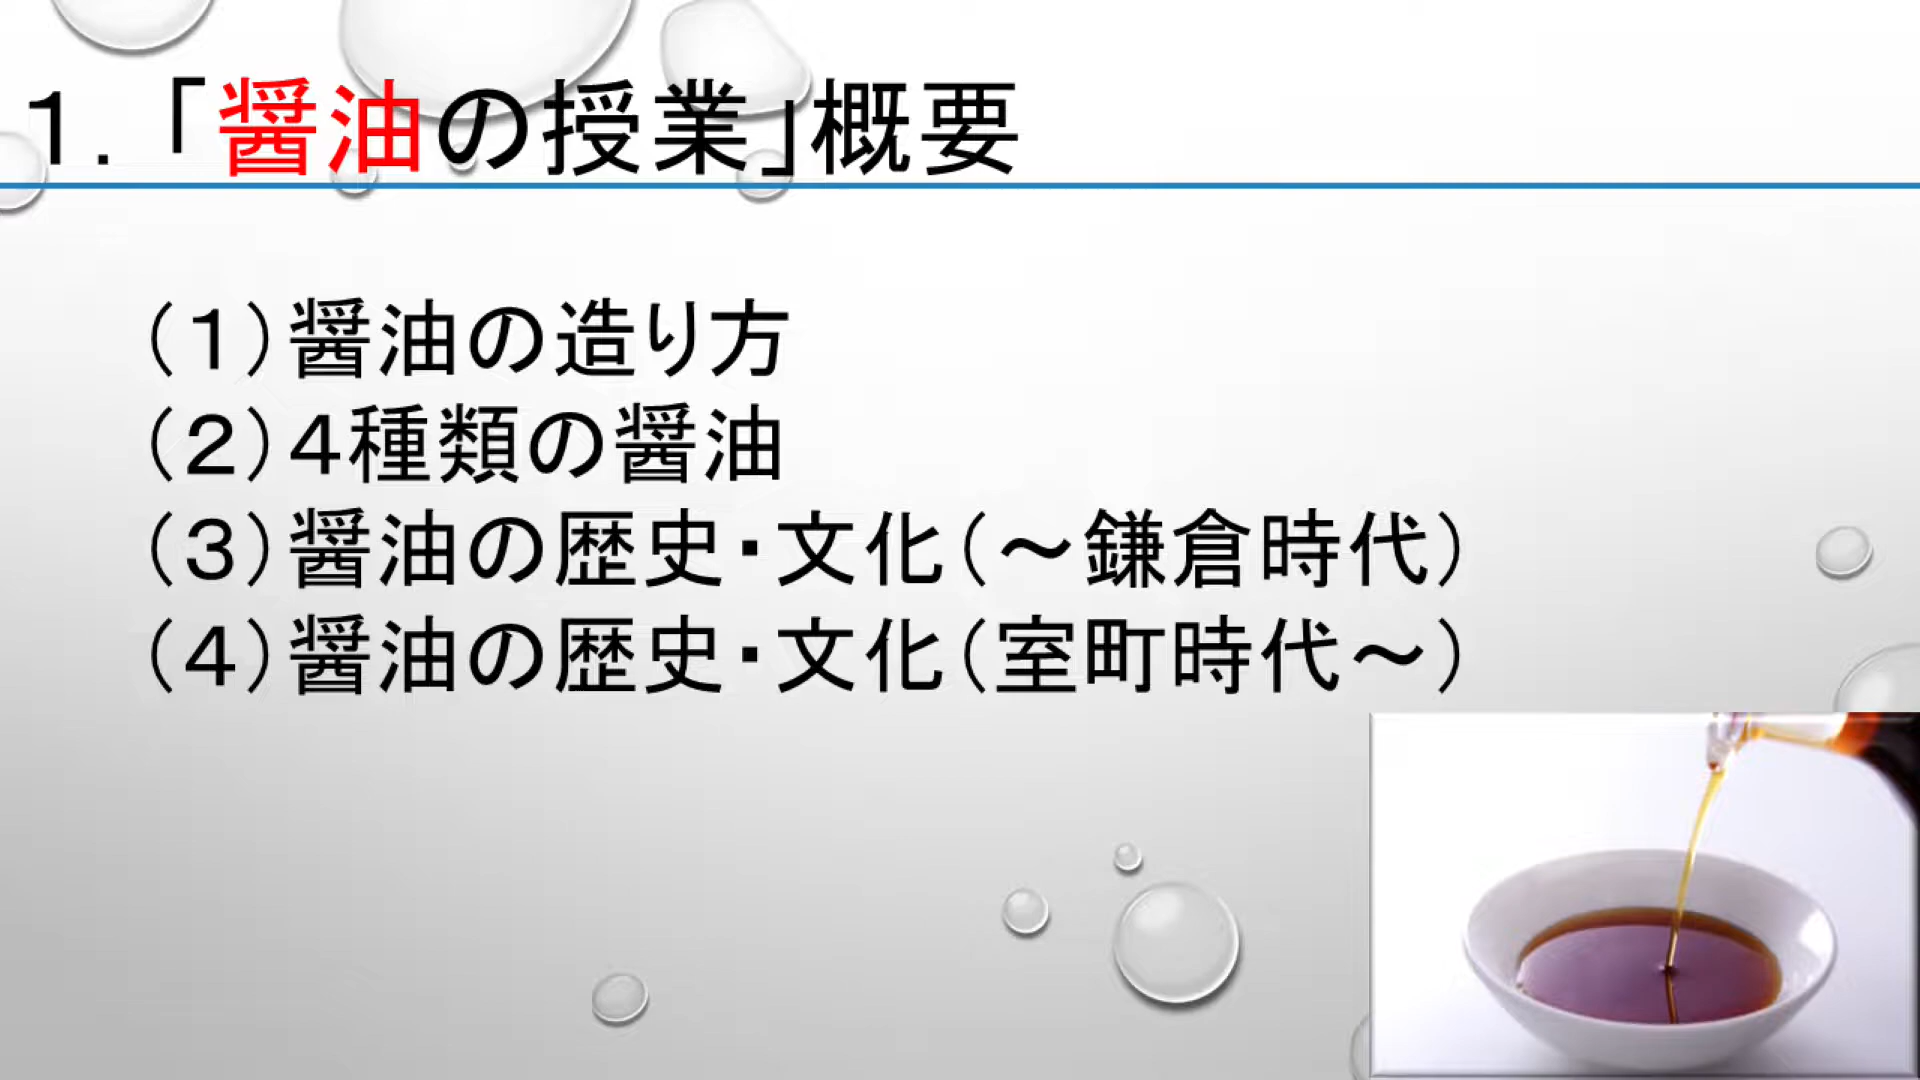 1．「醤油の授業」概要
（１）醤油の造り方
（２）４種類の醤油
（３）醤油の歴史・文化（～鎌倉時代）
（４）醤油の歴史・文化（室町時代～）